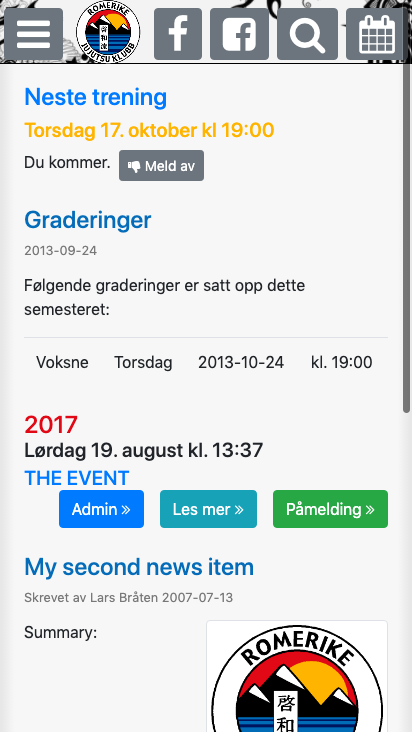 ROMERIKE
JUJUTSU KLUBB
Neste trening
Torsdag 17. oktober kl 19:00
Du kommer. Meld av
Graderinger
2013-09-24
Følgende graderinger er satt opp dette
semesteret:
Voksne Torsdag 2013-10-24 kl. 19:00
2017
Lørdag 19. august kl. 13:37
THE EVENT
Admin » Les mer » Påmelding »
My second news item
Skrevet av Lars Bråten 2007-07-13
Summary:
ROMERIKE
啓和